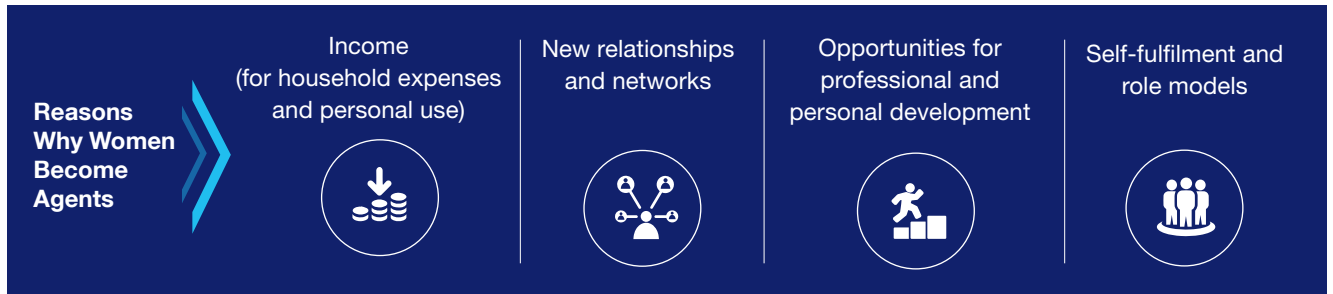 Reasons
Why Women
Become
Agents
Income
(for household expenses
and personal use)
New relationships
and networks
Opportunities for
professional and
personal development
Self-fulfilment and
role models